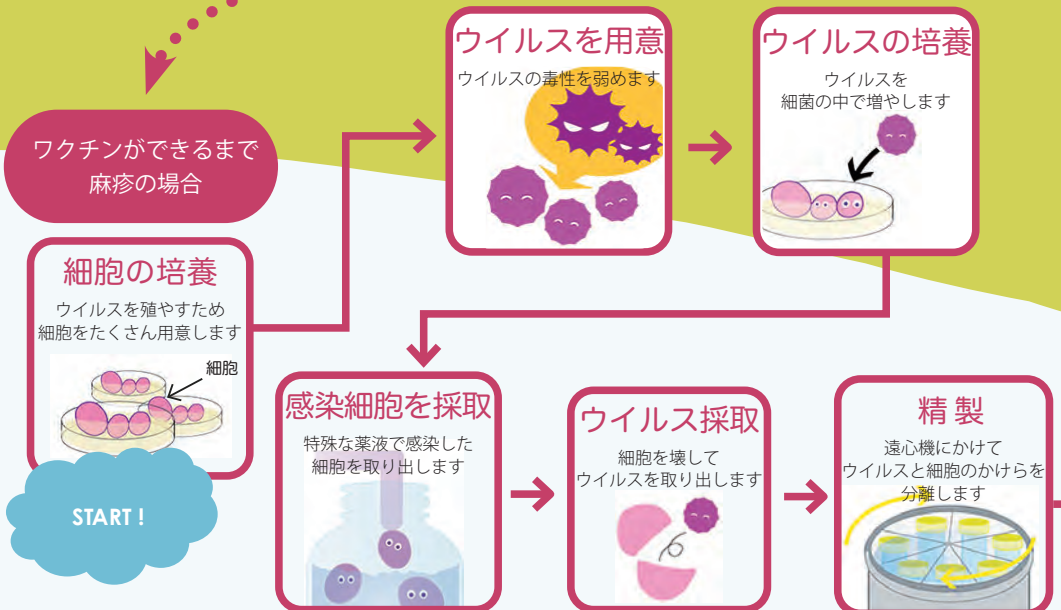 ワクチンができるまで
麻疹の場合
細胞の培養
ウイルスを殖やすため
細胞をたくさん用意します
細胞
START !
ウイルスを用意
ウイルスの毒性を弱めます
ウイルスの培養
ウイルスを
細菌の中で増やします
感染細胞を採取
特殊な薬液で感染した
細胞を取り出します
ウイルス採取
細胞を壊して
ウイルスを取り出します
精製
遠心機にかけて
ウイルスと細胞のかけらを
分離します